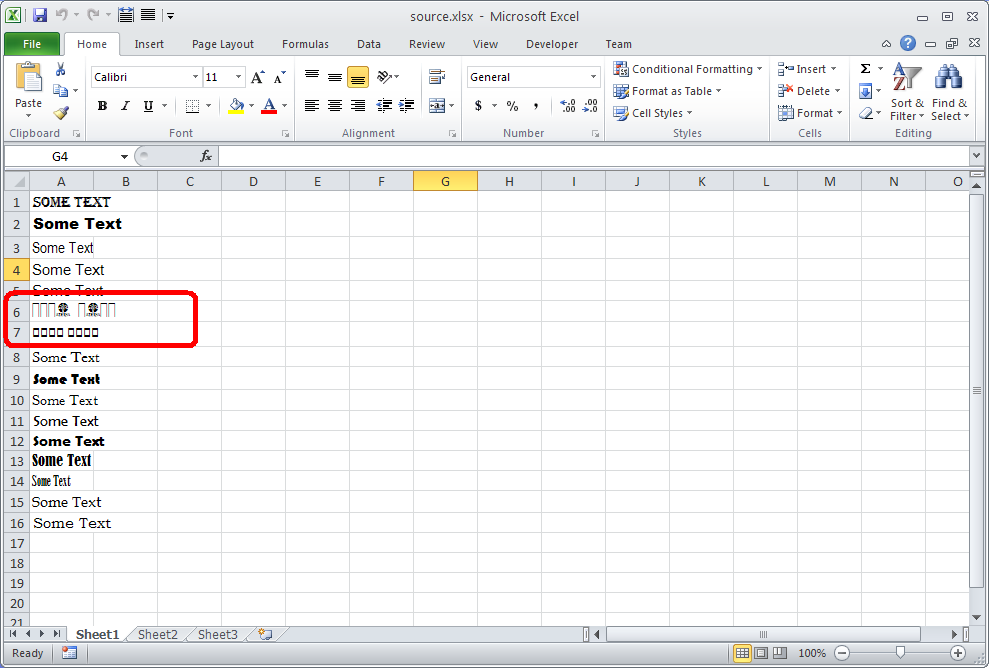 source.xlsx - Microsoft Excel
File Home Insert Page Layout Formulas Data Review View Developer Team
Paste
Calibri 11
General
Conditional Formatting
Format as Table
Cell Styles
Insert
Delete
Format
Σ
Sort & Filter
Find & Select
B I U A $ % , .00 .00
Clipboard Font Alignment Number Styles Cells Editing
G4 fx
A B C D E F G H I J K L M N O
1 SOME TEXT
2 Some Text
3 Some Text
4 Some Text
5 Some Text
6
7 □□□□ □□□□
8 Some Text
9 Some Text
10 Some Text
11 Some Text
12 Some Text
13 Some Text
14 Some Text
15 Some Text
16 Some Text
17
18
19
20
21
Sheet1 Sheet2 Sheet3
Ready 100%